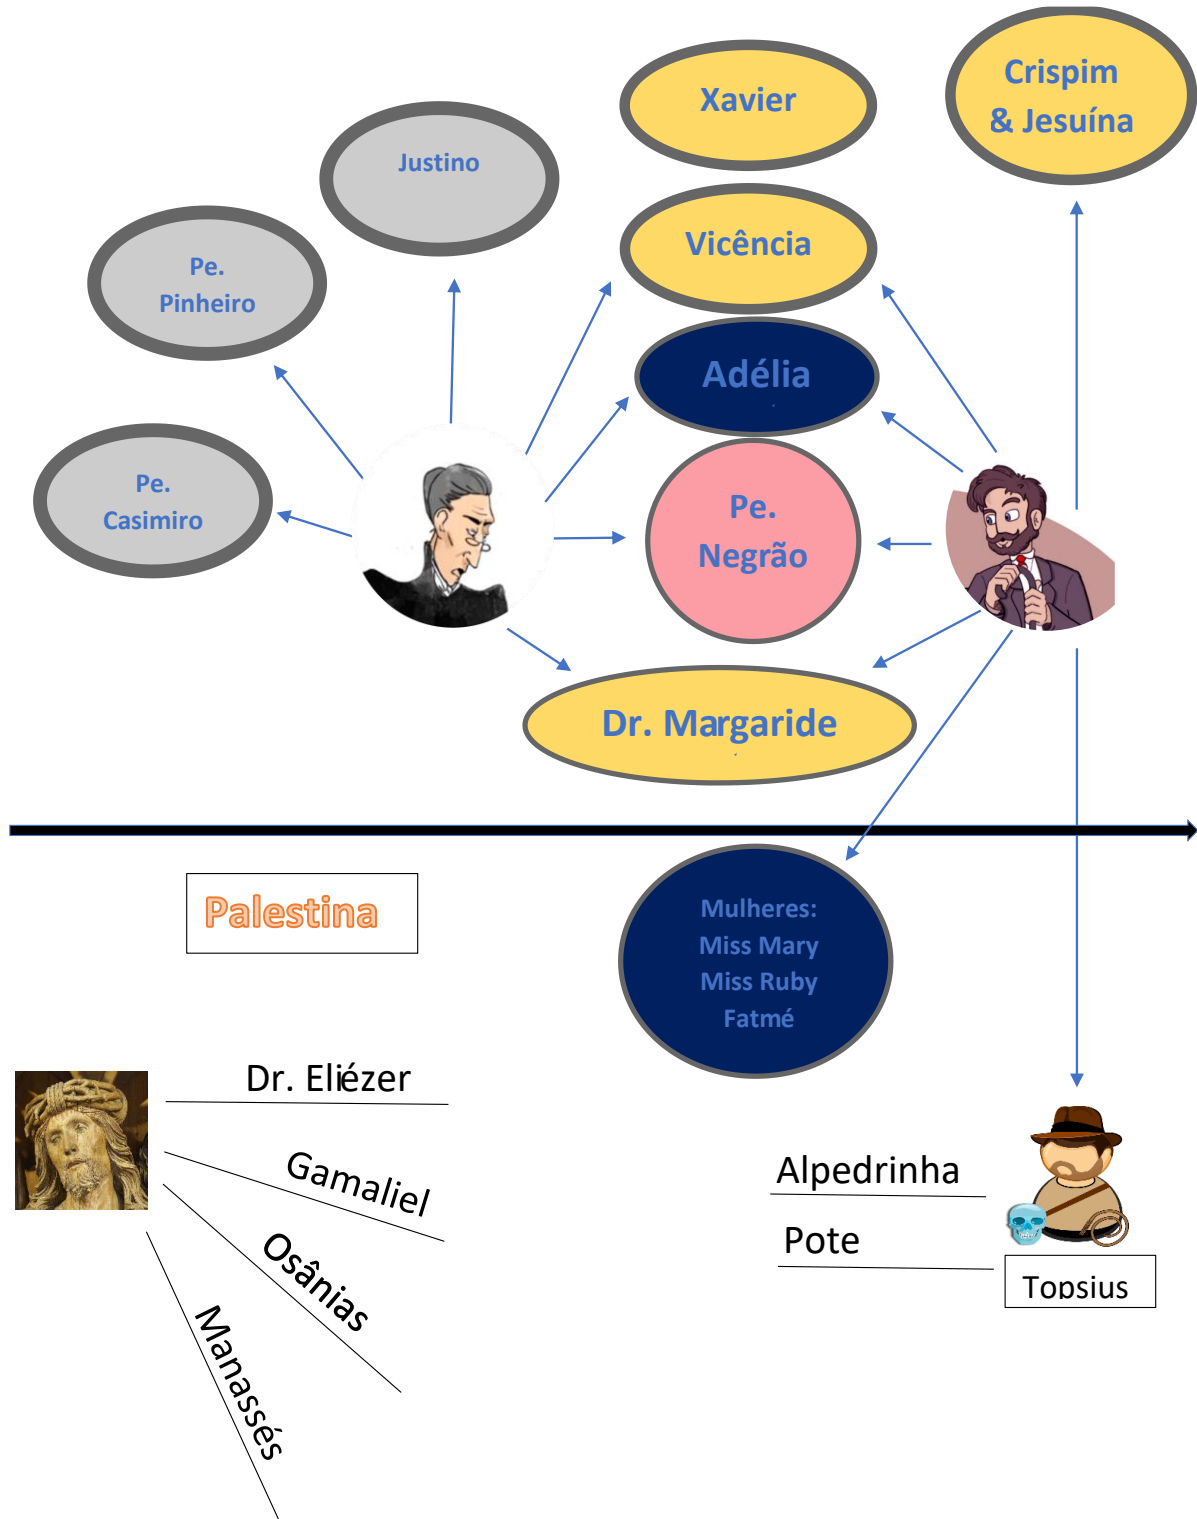 Xavier
Crispim
& Jesuína
Justino
Vicência
Pe.
Pinheiro
Adélia
Pe.
Casimiro
Pe.
Negrão
Dr. Margaride
Palestina
Mulheres:
Miss Mary
Miss Ruby
Fatmé
Dr. Eliézer
Gamaliel
Osânias
Manassés
Alpedrinha
Pote
Topsius